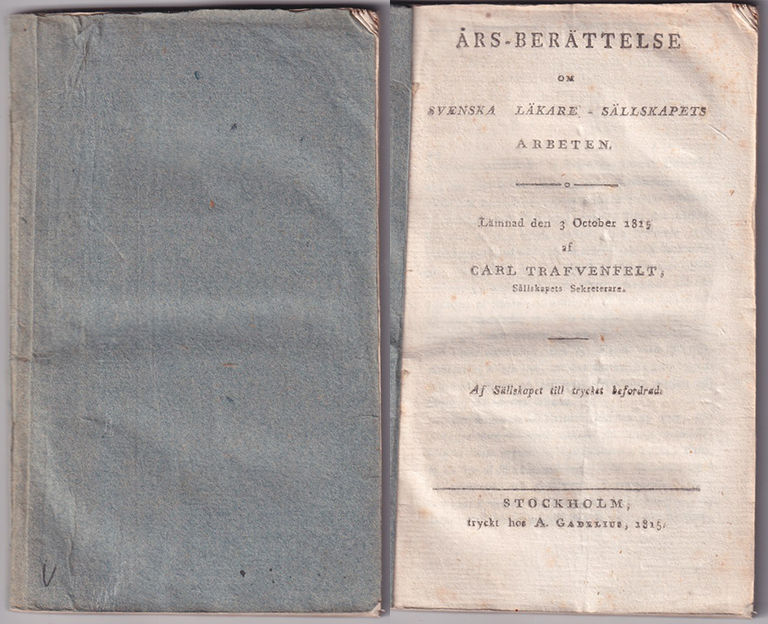 V
ÅRS-BERÄTTELSE
OM
SVENSKA LÄKARE-SÄLLSKAPETS
ARBETEN.
Lämnad den 3 October 1815
af
CARL TRAFVENFELT,
Sällskapets Sekreterare.
Af Sällskapet till trycket befordrad.
STOCKHOLM,
tryckt hos A. GADELIUS, 1815.